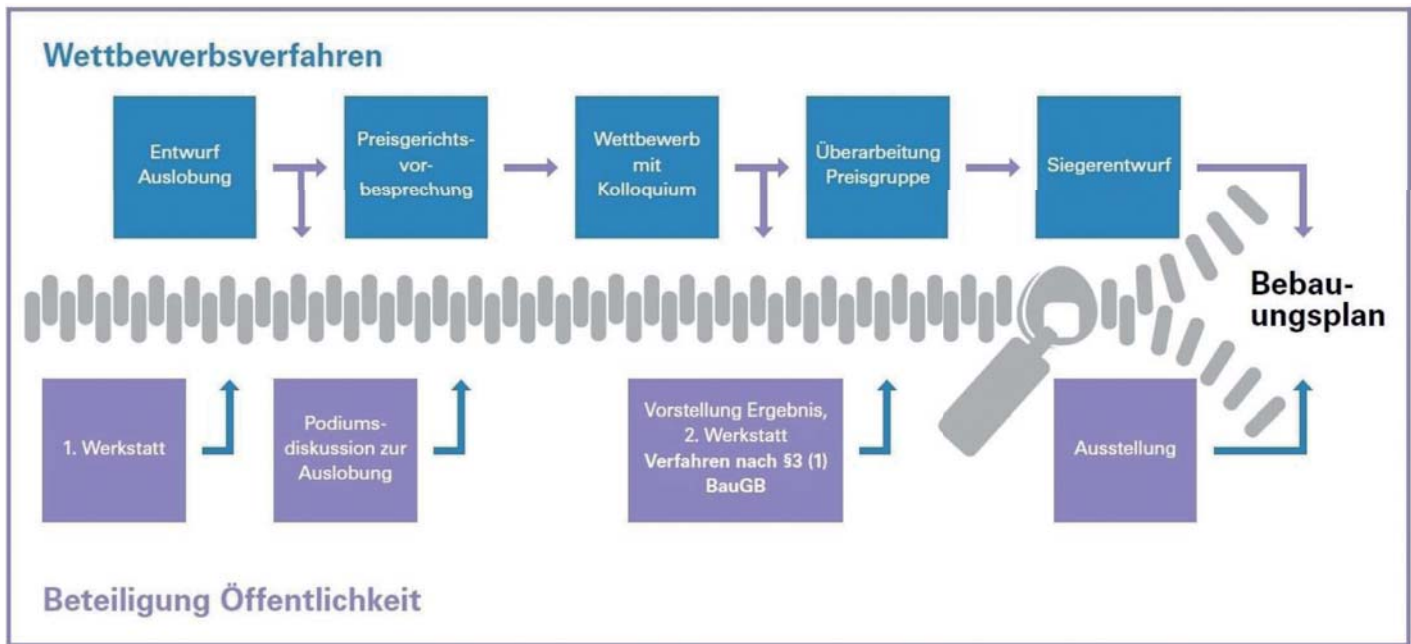 Wettbewerbsverfahren
Entwurf
Auslobung
Preisgerichts-
vor-
besprechung
Wettbewerb
mit
Kolloquium
Überarbeitung
Preisgruppe
Siegerentwurf
Bebau-
ungsplan
1. Werkstatt
Podiums-
diskussion zur
Auslobung
Vorstellung Ergebnis,
2. Werkstatt
Verfahren nach §3 (1)
BauGB
Ausstellung
Beteiligung Öffentlichkeit